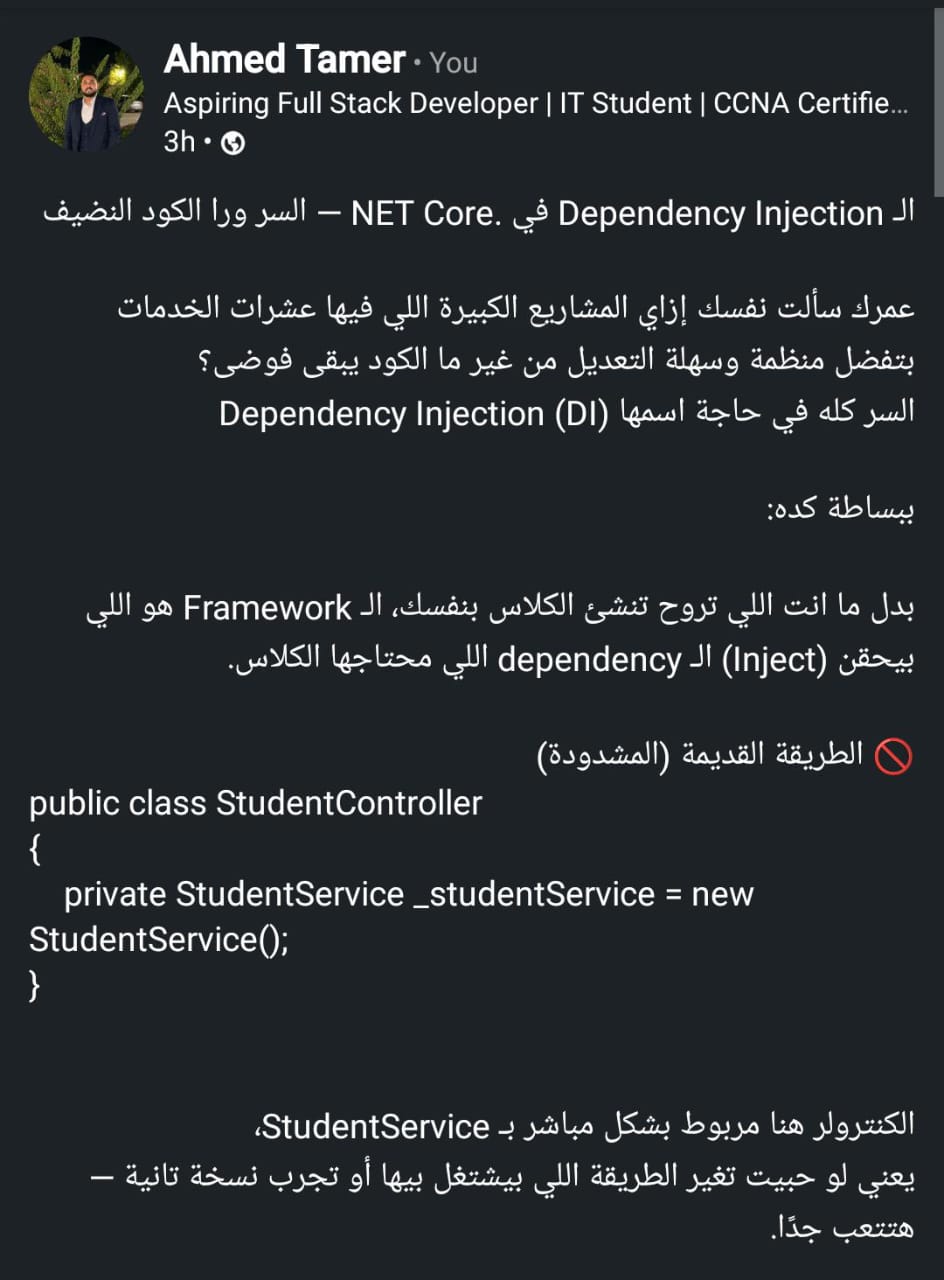 Ahmed Tamer • You
Aspiring Full Stack Developer | IT Student | CCNA Certifie...
3h •
الـ Dependency Injection في .NET Core — السر ورا الكود النضيف
عمرك سألت نفسك إزاي المشاريع الكبيرة اللي فيها عشرات الخدمات
بتفضل منظمة وسهلة التعديل من غير ما الكود يبقى فوضى؟
السر كله في حاجة اسمها Dependency Injection (DI)
ببساطة كده:
بدل ما انت اللي تروح تنشئ الكلاس بنفسك، الـ Framework هو اللي
بيحقن (Inject) الـ dependency اللي محتاجها الكلاس.
🚫 الطريقة القديمة (المشدودة)
public class StudentController
{
private StudentService _studentService = new
StudentService();
}
الكنترولر هنا مربوط بشكل مباشر بـ StudentService،
يعني لو حبيت تغير الطريقة اللي بيشتغل بيها أو تجرب نسخة تانية —
هتتعب جدًا.